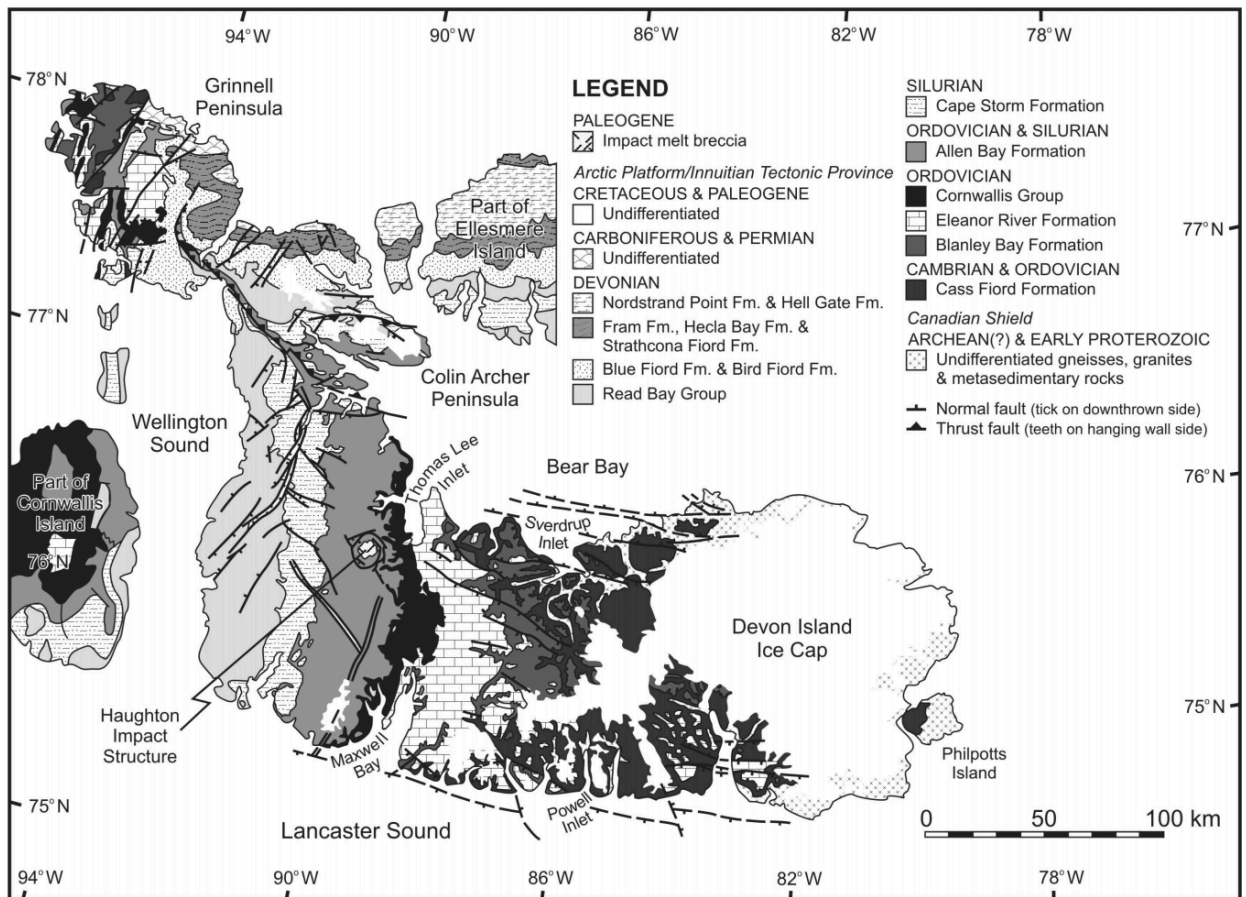 94°W
90°W
86°W
82°W
78°W
78°N
77°N
76°N
75°N
77°N
76°N
75°N
94°W
90°W
86°W
82°W
78°W
Grinnell
Peninsula
Part of
Ellesmere
Island
Colin Archer
Peninsula
Wellington
Sound
Part of
Cornwallis
Island
Thomas Lee
Inlet
Bear Bay
Sverdrup
Inlet
Devon Island
Ice Cap
Haughton
Impact
Structure
Maxwell
Bay
Lancaster Sound
Powell
Inlet
Philpotts
Island
0 50 100 km
LEGEND
PALEOGENE
Impact melt breccia
Arctic Platform/Innuitian Tectonic Province
CRETACEOUS & PALEOGENE
Undifferentiated
CARBONIFEROUS & PERMIAN
Undifferentiated
DEVONIAN
Nordstrand Point Fm. & Hell Gate Fm.
Fram Fm., Hecla Bay Fm. &
Strathcona Fiord Fm.
Blue Fiord Fm. & Bird Fiord Fm.
Read Bay Group
SILURIAN
Cape Storm Formation
ORDOVICIAN & SILURIAN
Allen Bay Formation
ORDOVICIAN
Cornwallis Group
Eleanor River Formation
Blanley Bay Formation
CAMBRIAN & ORDOVICIAN
Cass Fiord Formation
Canadian Shield
ARCHEAN(?) & EARLY PROTEROZOIC
Undifferentiated gneisses, granites
& metasedimentary rocks
Normal fault (tick on downthrown side)
Thrust fault (teeth on hanging wall side)